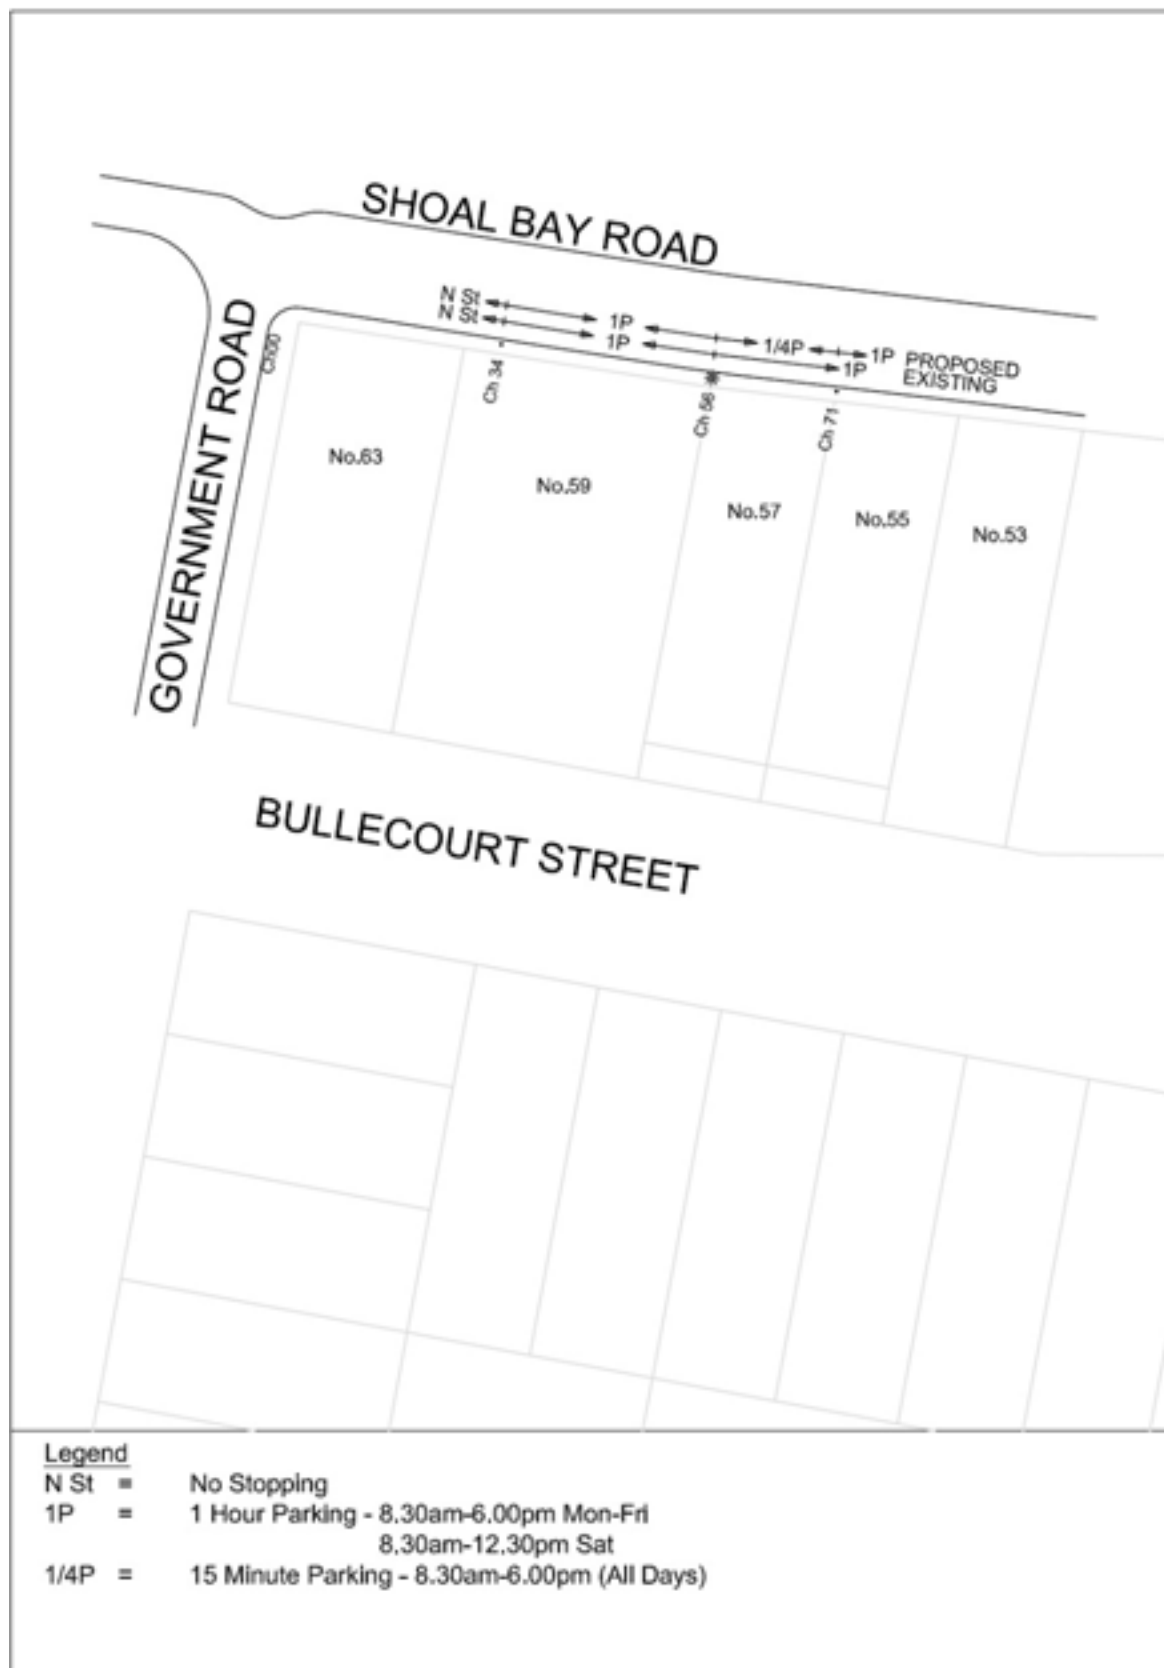 SHOAL BAY ROAD
N St 1P 1/4P 1P PROPOSED
N St 1P 1P EXISTING
GOVERNMENT ROAD
Ch 34
Ch 56
Ch 71
No.63
No.59
No.57
No.55
No.53
BULLECOURT STREET
Legend
N St = No Stopping
1P = 1 Hour Parking - 8.30am-6.00pm Mon-Fri
8.30am-12.30pm Sat
1/4P = 15 Minute Parking - 8.30am-6.00pm (All Days)